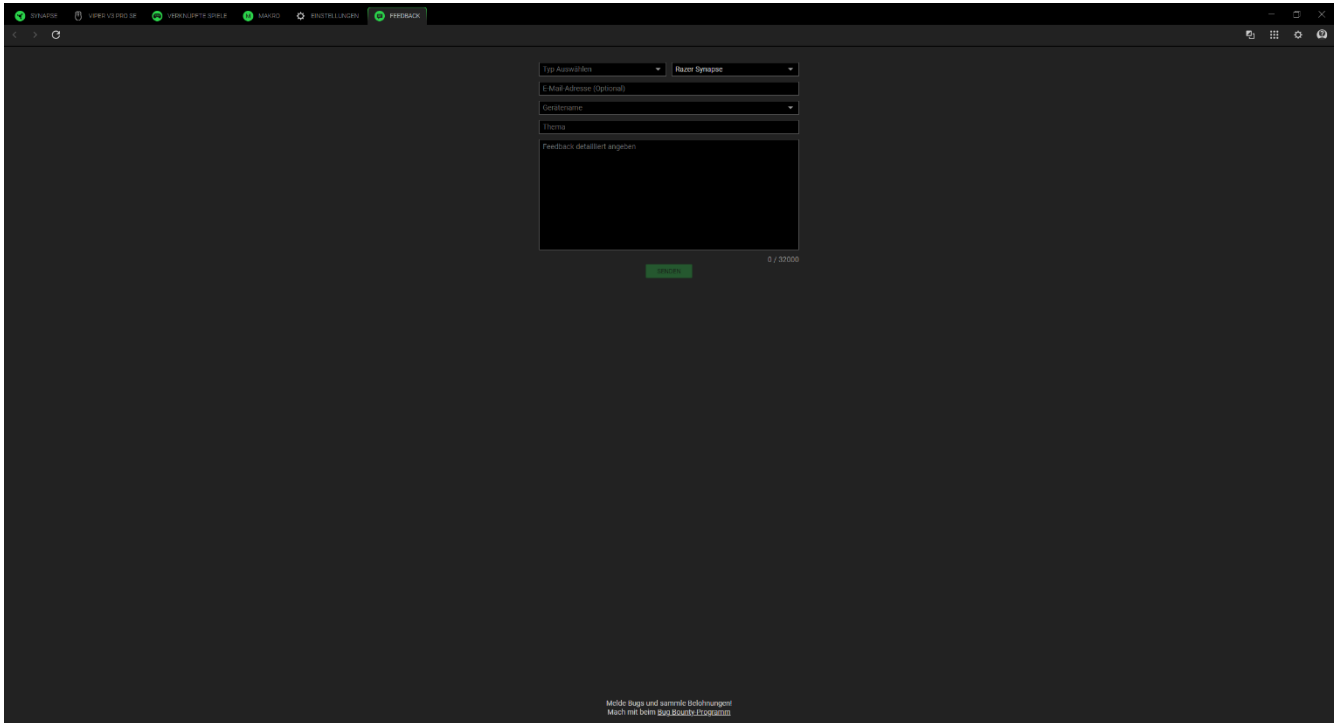 SYNAPSE VIPER V3 PRO SE VERKNÜPFTE SPIELE MAKRO EINSTELLUNGEN FEEDBACK
Typ Auswählen Razer Synapse
E-Mail-Adresse (Optional)
Gerätename
Thema
Feedback detailliert angeben
0 / 32000
SENDEN
Melde Bugs und sammle Belohnungen!
Mach mit beim Bug Bounty-Programm